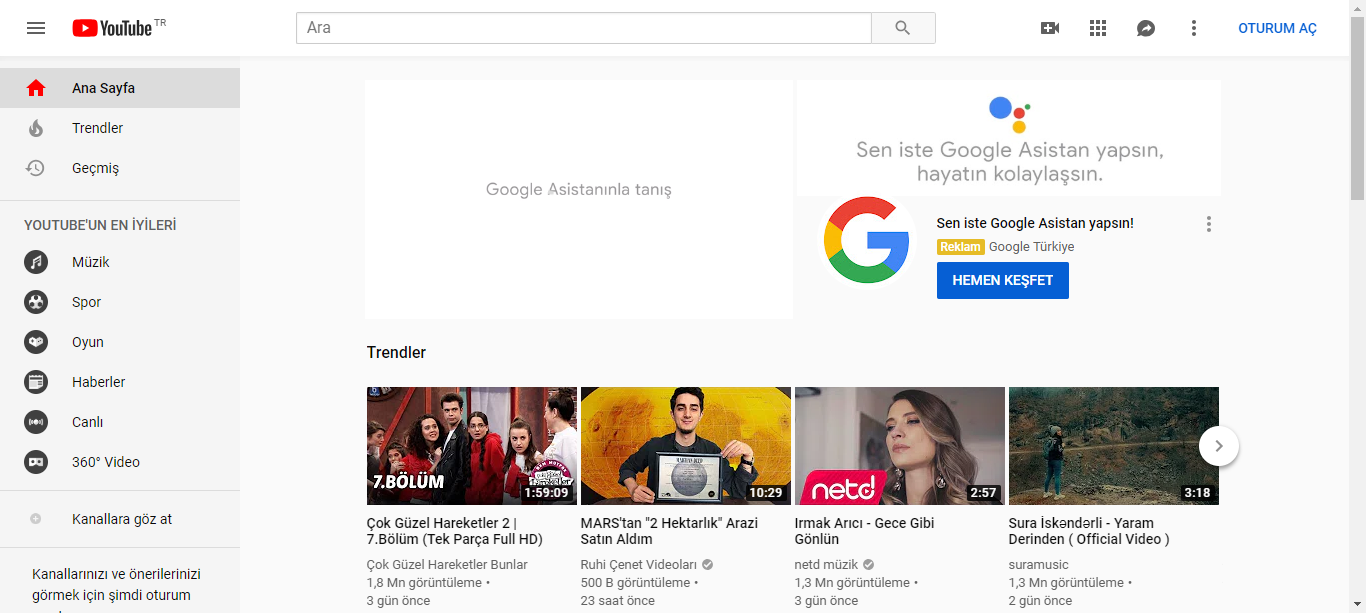 YouTube TR
Ara
OTURUM AÇ
Ana Sayfa
Trendler
Geçmiş
YOUTUBE'UN EN İYİLERİ
Müzik
Spor
Oyun
Haberler
Canlı
360° Video
Kanallara göz at
Kanallarınızı ve önerilerinizi
görmek için şimdi oturum
Google Asistanınla tanış
Sen iste Google Asistan yapsın,
hayatın kolaylaşsın.
Sen iste Google Asistan yapsın!
Reklam Google Türkiye
HEMEN KEŞFET
Trendler
7.BÖLÜM
1:59:09
Çok Güzel Hareketler 2 |
7.Bölüm (Tek Parça Full HD)
Çok Güzel Hareketler Bunlar
1,8 Mn görüntüleme •
3 gün önce
10:29
MARS'tan "2 Hektarlık" Arazi
Satın Aldım
Ruhi Çenet Videoları
500 B görüntüleme •
23 saat önce
netd
2:57
Irmak Arıcı - Gece Gibi
Gönlün
netd müzik
1,3 Mn görüntüleme •
3 gün önce
3:18
Sura İskəndərli - Yaram
Derinden ( Official Video )
suramusic
1,3 Mn görüntüleme •
2 gün önce